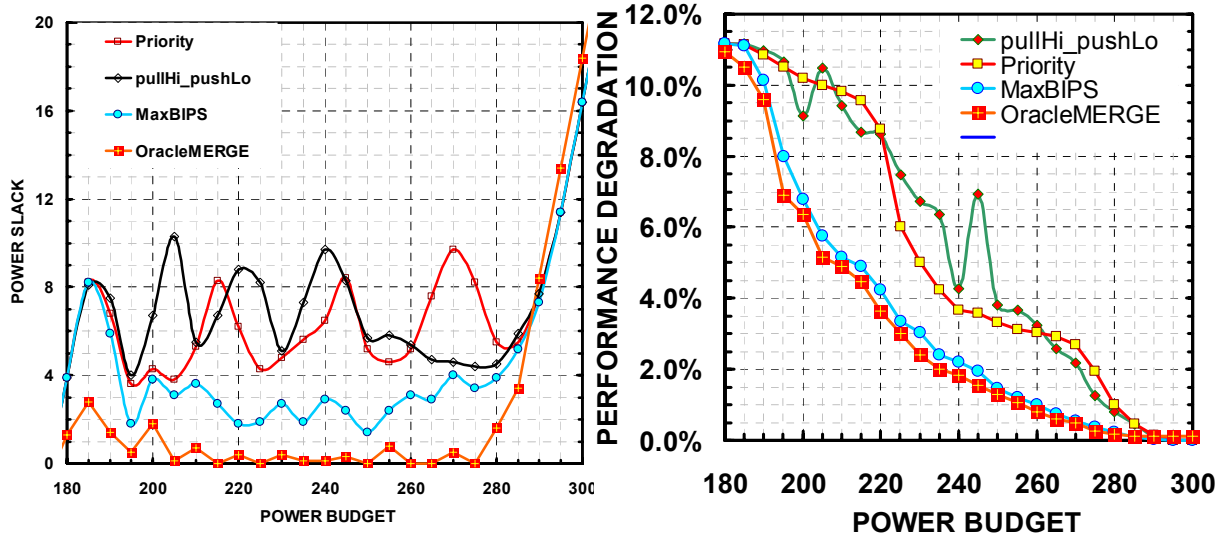 20
16
12
8
4
0
POWER SLACK
Priority
pullHi_pushLo
MaxBIPS
OracleMERGE
180
200
220
240
260
280
300
POWER BUDGET
12.0%
10.0%
8.0%
6.0%
4.0%
2.0%
0.0%
PERFORMANCE DEGRADATION
pullHi_pushLo
Priority
MaxBIPS
OracleMERGE
180
200
220
240
260
280
300
POWER BUDGET